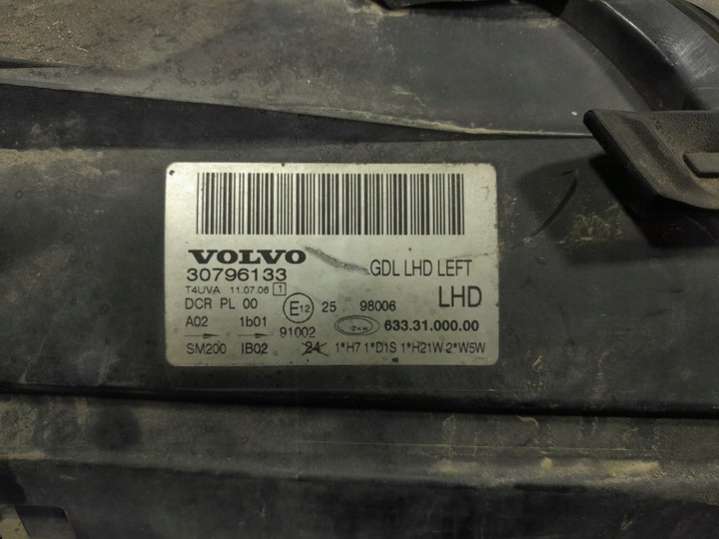 VOLVO
30796133 GDL LHD LEFT
T4UVA 11.07.06 1
DCR PL 00 E12 25 98006 LHD
A02 1b01 91002 633.31.000.00
SM200 IB02 24 1*H7 1*D1S 1*H21W 2*W5W